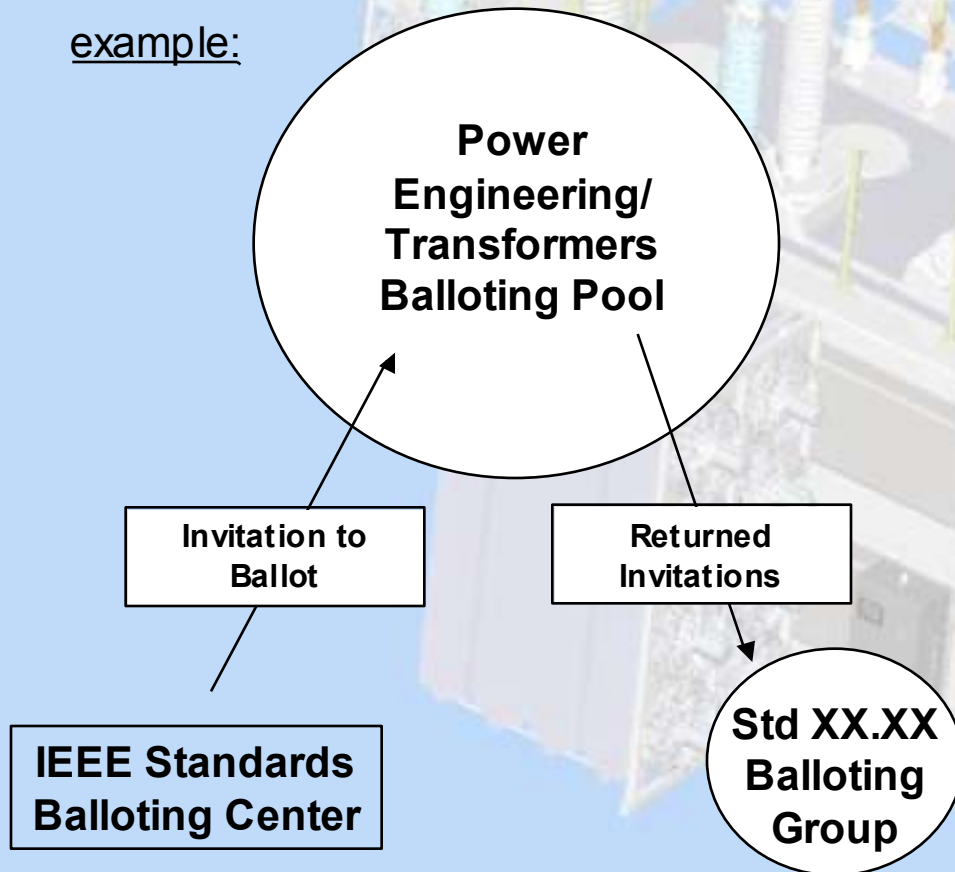 example:
Power
Engineering/
Transformers
Balloting Pool
Invitation to
Ballot
Returned
Invitations
IEEE Standards
Balloting Center
Std XX.XX
Balloting
Group